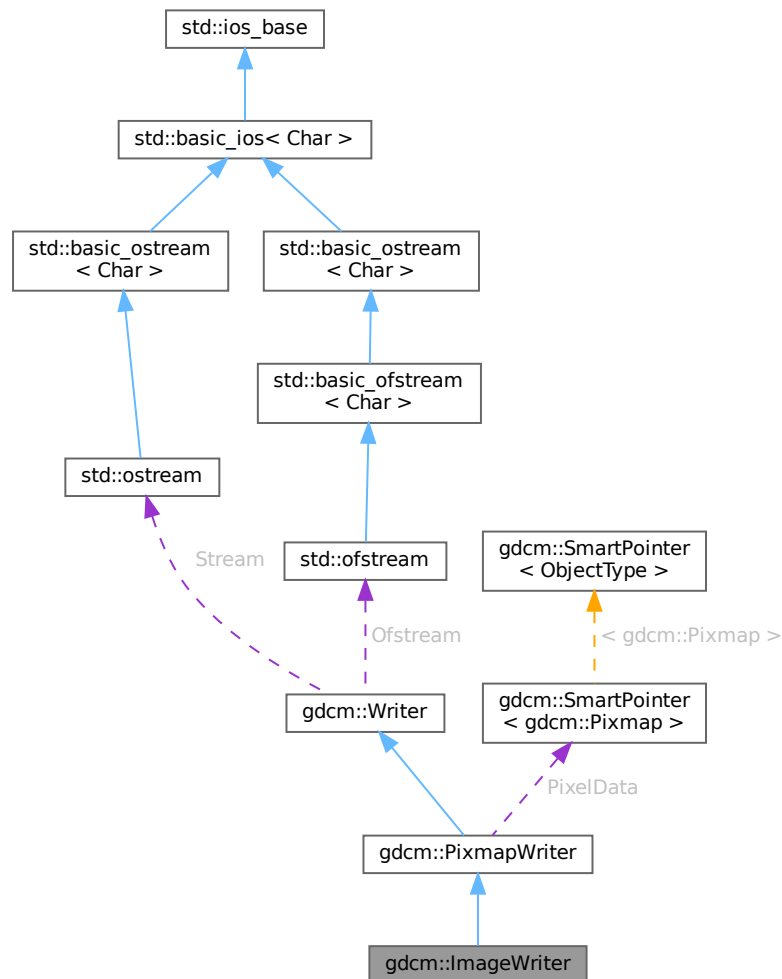 std::ios_base
std::basic_ios< Char >
std::basic_ostream
< Char >
std::basic_ostream
< Char >
std::basic_ofstream
< Char >
std::ostream
std::ofstream
gdcm::SmartPointer
< ObjectType >
Stream
Ofstream
< gdcm::Pixmap >
gdcm::Writer
gdcm::SmartPointer
< gdcm::Pixmap >
PixelData
gdcm::PixmapWriter
gdcm::ImageWriter